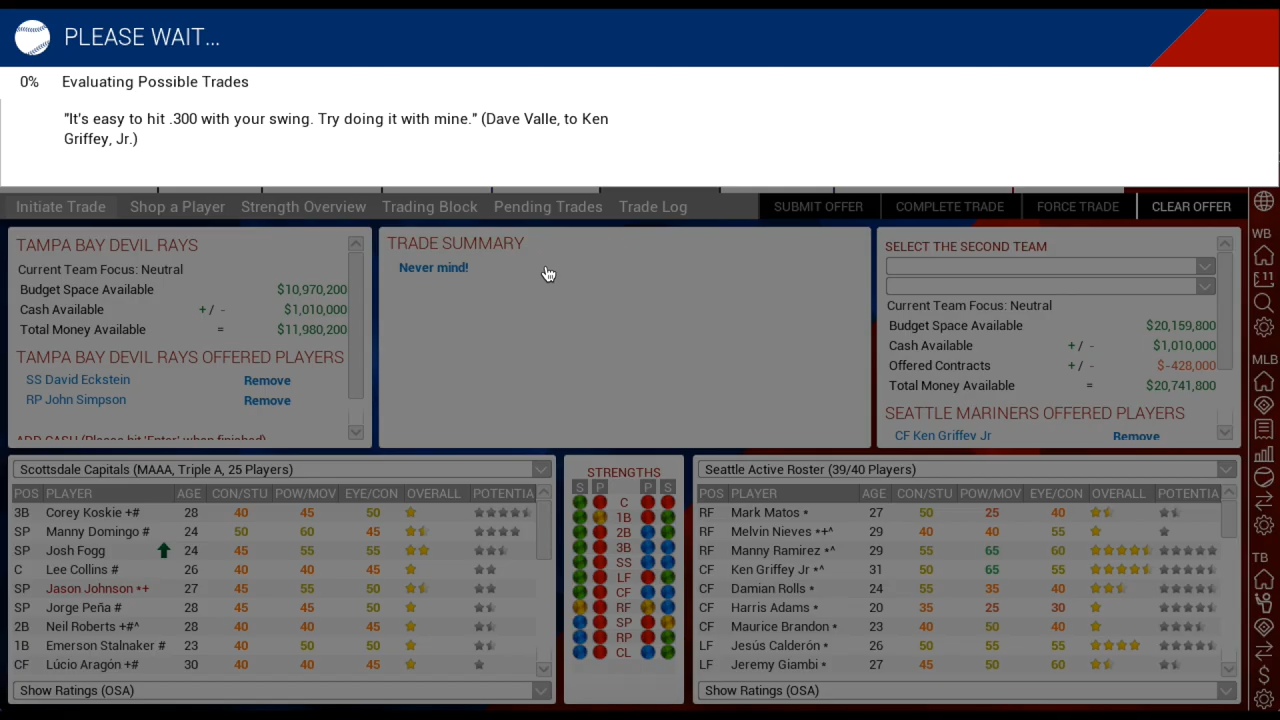 PLEASE WAIT...
0% Evaluating Possible Trades
"It's easy to hit .300 with your swing. Try doing it with mine." (Dave Valle, to Ken
Griffey, Jr.)
Initiate Trade Shop a Player Strength Overview Trading Block Pending Trades Trade Log SUBMIT OFFER COMPLETE TRADE FORCE TRADE CLEAR OFFER
TAMPA BAY DEVIL RAYS
Current Team Focus: Neutral
Budget Space Available $10,970,200
Cash Available + / - $1,010,000
Total Money Available = $11,980,200
TAMPA BAY DEVIL RAYS OFFERED PLAYERS
SS David Eckstein Remove
RP John Simpson Remove
ADD CASH (Please hit 'Enter' when finished)
TRADE SUMMARY
Never mind!
SELECT THE SECOND TEAM
Current Team Focus: Neutral
Budget Space Available $20,159,800
Cash Available + / - $1,010,000
Offered Contracts + / - $-428,000
Total Money Available = $20,741,800
SEATTLE MARINERS OFFERED PLAYERS
CF Ken Griffey Jr Remove
Scottsdale Capitals (MAAA, Triple A, 25 Players)
POS PLAYER AGE CON/STU POW/MOV EYE/CON OVERALL POTENTIA
3B Corey Koskie +# 28 40 45 50
SP Manny Domingo # 24 50 60 45
SP Josh Fogg 24 45 55 55
C Lee Collins # 26 40 40 45
SP Jason Johnson *+ 27 45 55 50
SP Jorge Peña # 28 45 45 50
2B Neil Roberts +#^ 28 40 40 50
1B Emerson Stalnaker # 23 40 45 50
CF Lúcio Aragón +# 30 40 40 45
Show Ratings (OSA)
STRENGTHS
S P P S
C
1B
2B
3B
SS
LF
CF
RF
SP
RP
CL
Seattle Active Roster (39/40 Players)
POS PLAYER AGE CON/STU POW/MOV EYE/CON OVERALL POTENTIA
RF Mark Matos * 27 50 25 40
RF Melvin Nieves *+^ 29 40 40 55
RF Manny Ramirez *^ 29 55 65 60
CF Ken Griffey Jr *^ 31 50 65 55
CF Damian Rolls * 24 55 35 40
CF Harris Adams * 20 35 25 30
CF Maurice Brandon * 23 40 50 40
LF Jesús Calderón * 26 50 55 55
LF Jeremy Giambi * 27 45 50 60
Show Ratings (OSA)
WB
11
MLB
TB